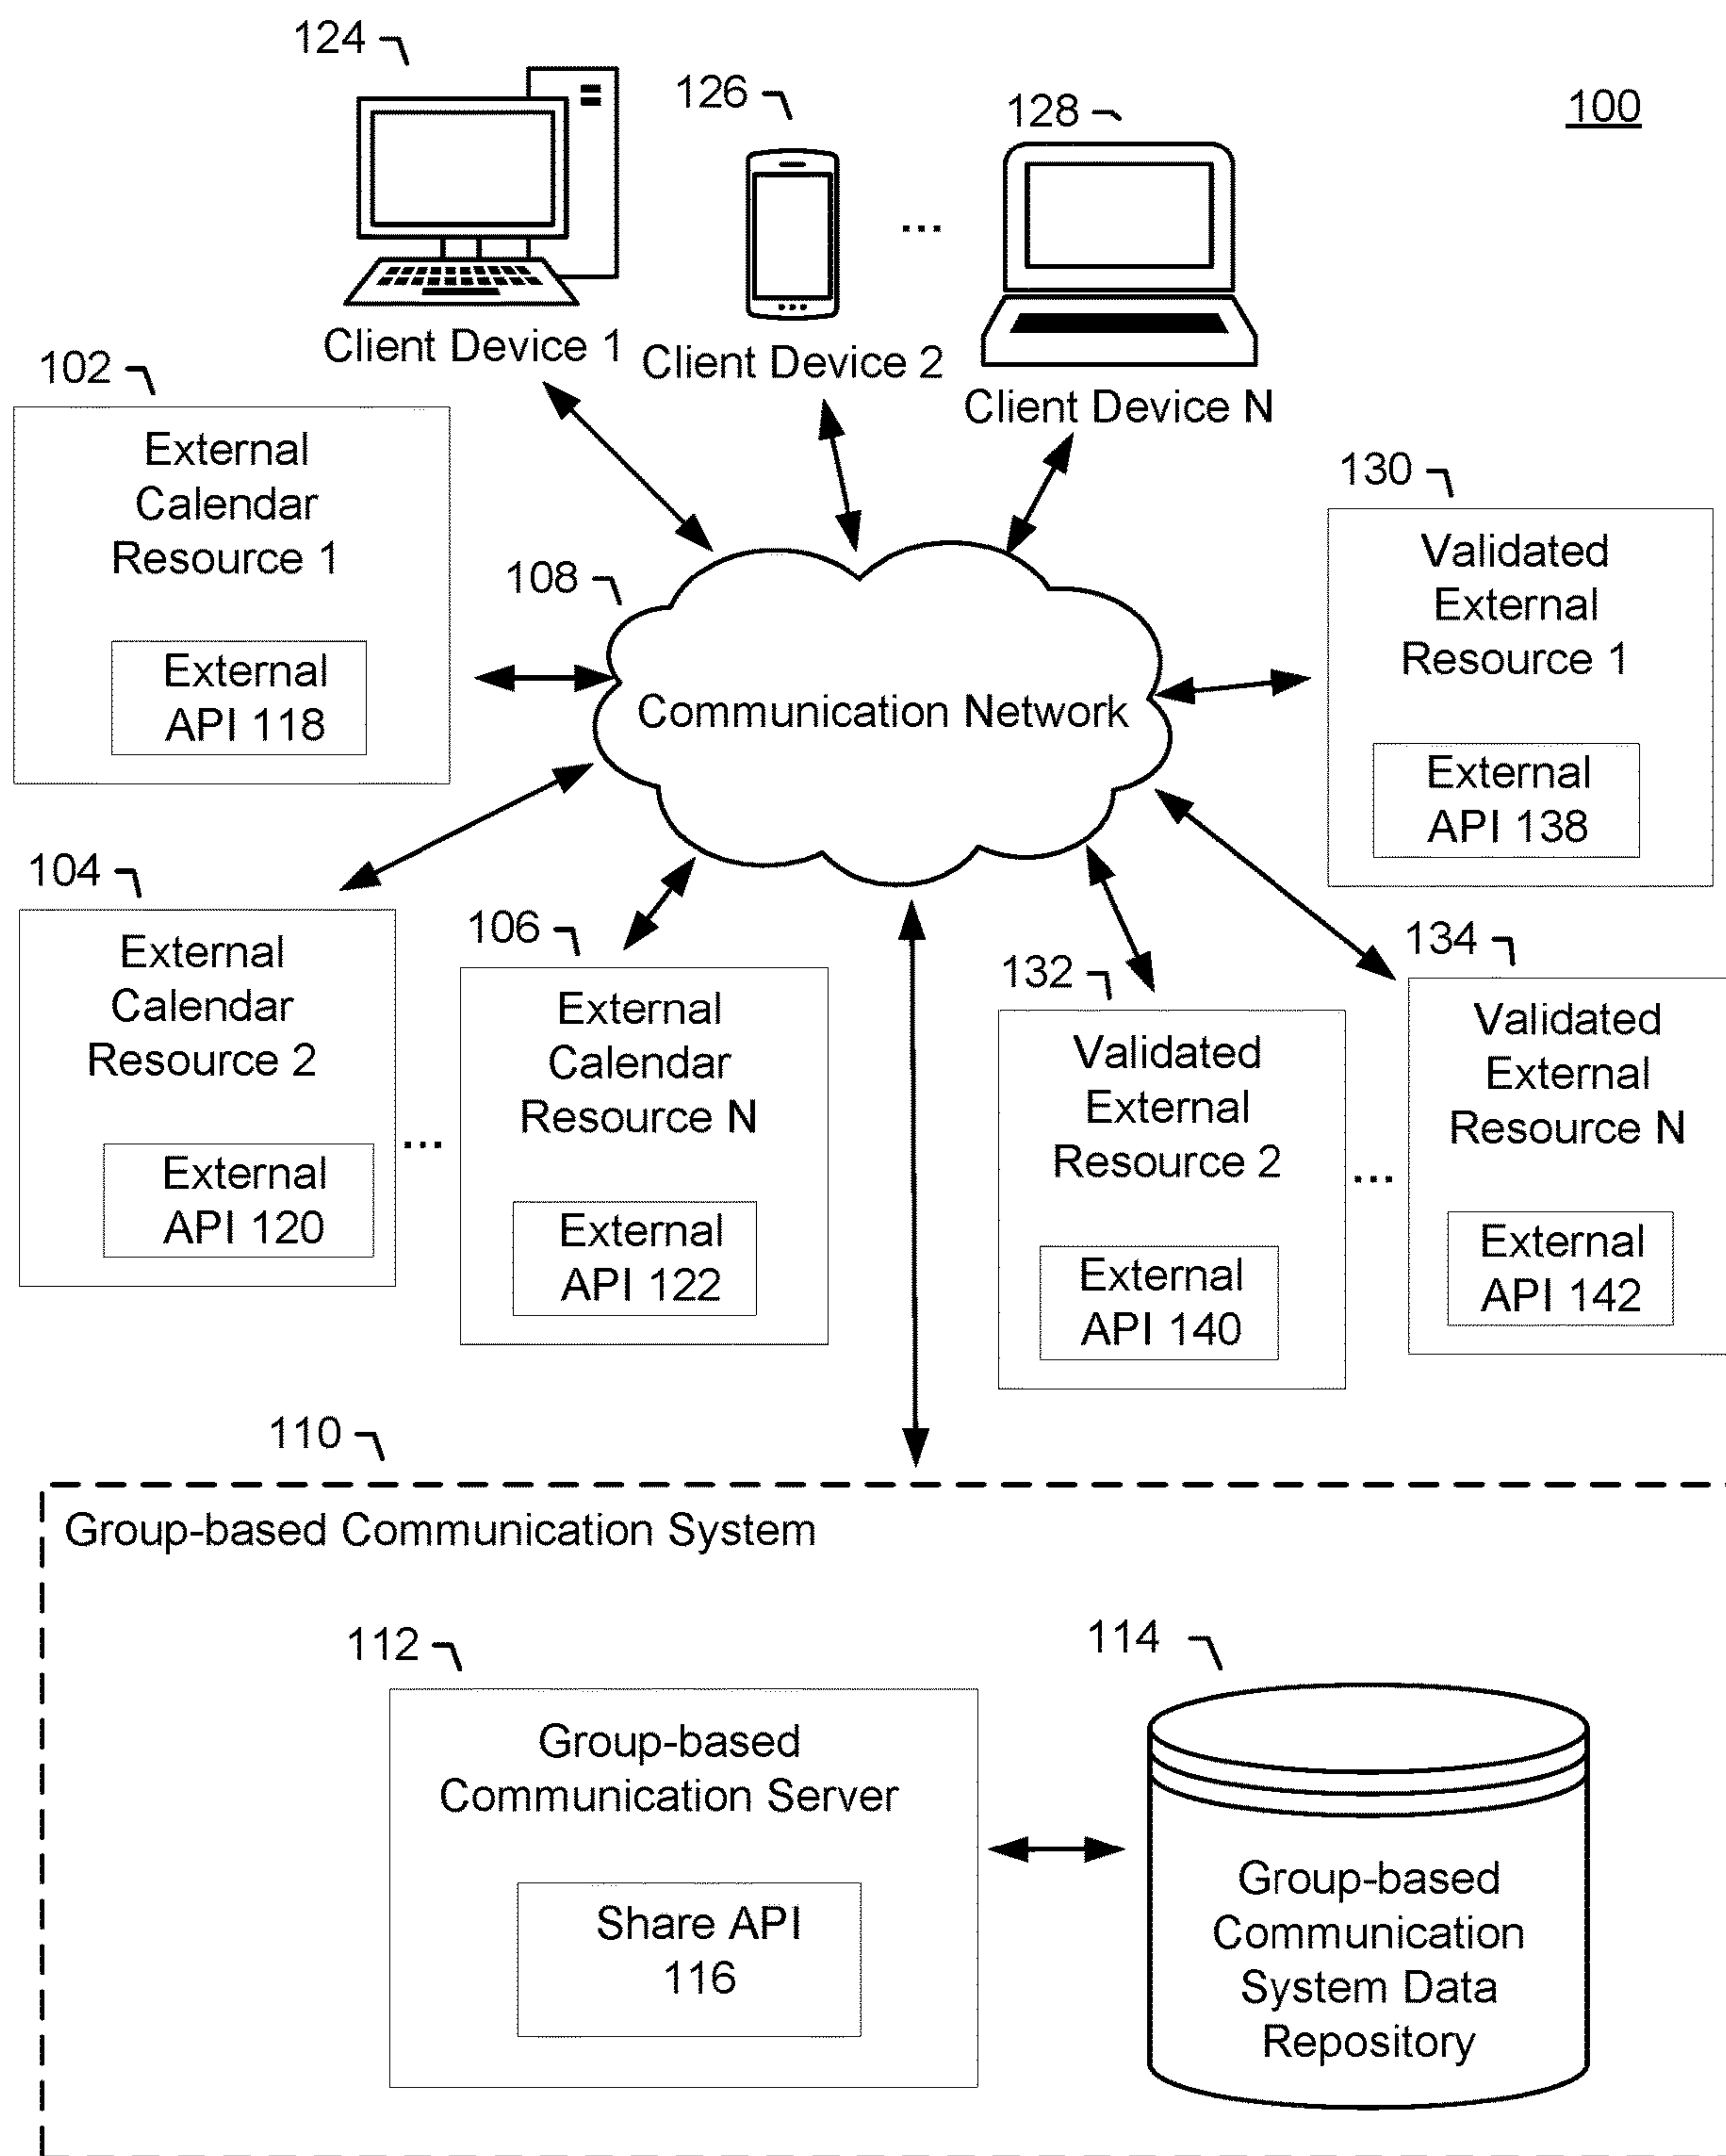 124
126
128
100
...
Client Device 1
Client Device 2
Client Device N
102
External
Calendar
Resource 1
External
API 118
108
Communication Network
130
Validated
External
Resource 1
External
API 138
104
External
Calendar
Resource 2
External
API 120
...
106
External
Calendar
Resource N
External
API 122
132
Validated
External
Resource 2
External
API 140
...
134
Validated
External
Resource N
External
API 142
110
Group-based Communication System
112
Group-based
Communication Server
Share API
116
114
Group-based
Communication
System Data
Repository